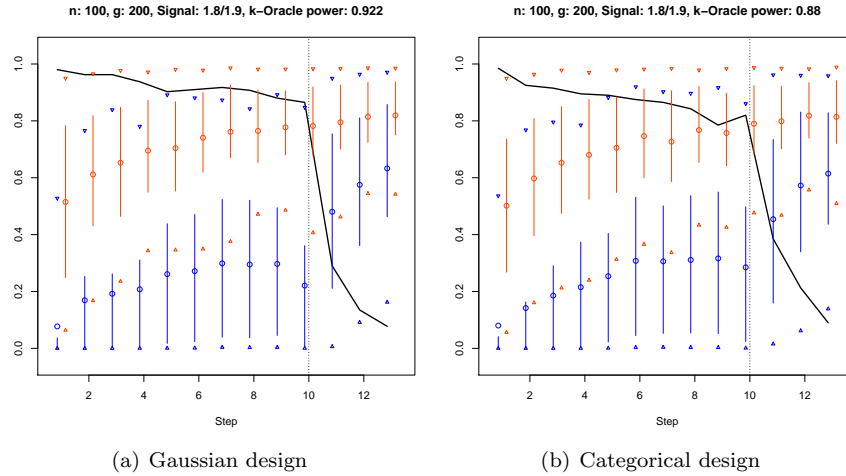 n: 100, g: 200, Signal: 1.8/1.9, k−Oracle power: 0.922
1.0
0.8
0.6
0.4
0.2
0.0
2 4 6 8 10 12
Step
(a) Gaussian design
n: 100, g: 200, Signal: 1.8/1.9, k−Oracle power: 0.88
1.0
0.8
0.6
0.4
0.2
0.0
2 4 6 8 10 12
Step
(b) Categorical design